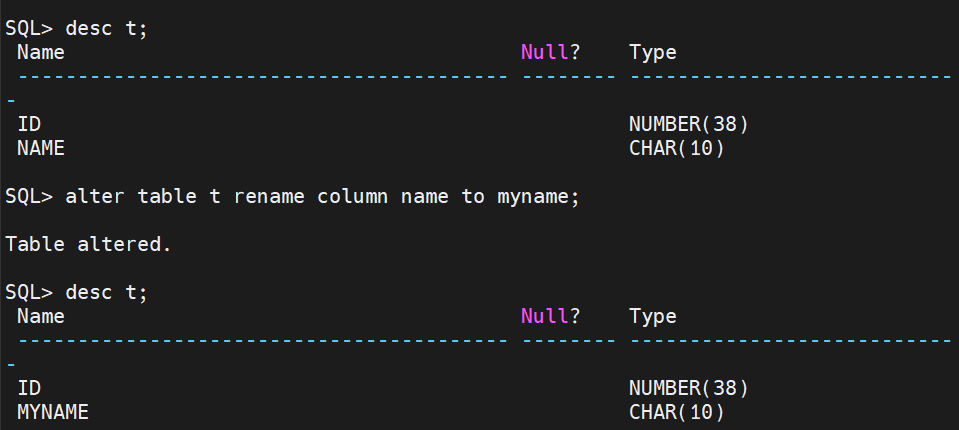 SQL> desc t;
 Name                                      Null?    Type
 ----------------------------------------- -------- ---------------------------
-
 ID                                                 NUMBER(38)
 NAME                                               CHAR(10)
SQL> alter table t rename column name to myname;
Table altered.
SQL> desc t;
 Name                                      Null?    Type
 ----------------------------------------- -------- ---------------------------
-
 ID                                                 NUMBER(38)
 MYNAME                                             CHAR(10)